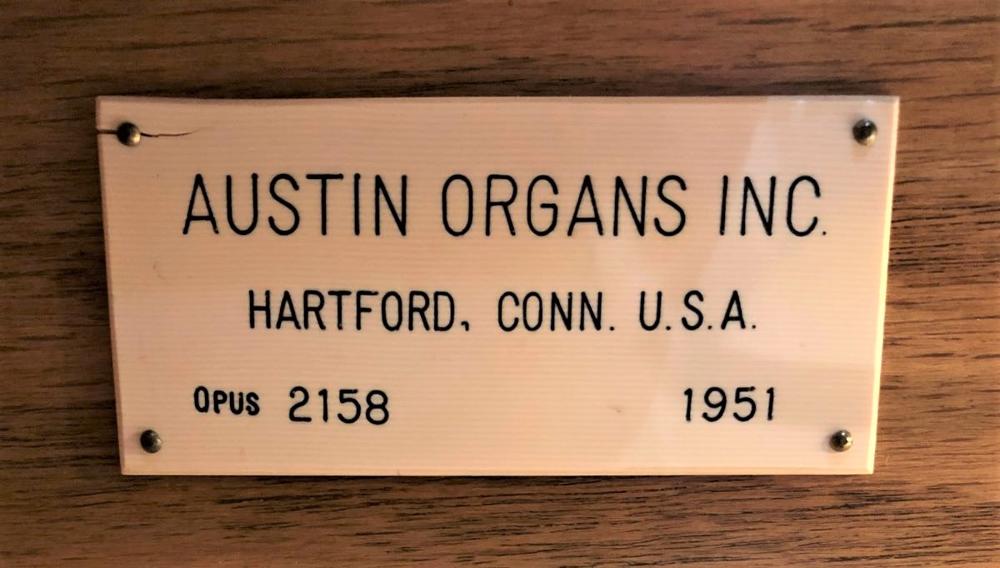 AUSTIN ORGANS INC.
HARTFORD, CONN. U.S.A.
OPUS 2158 1951